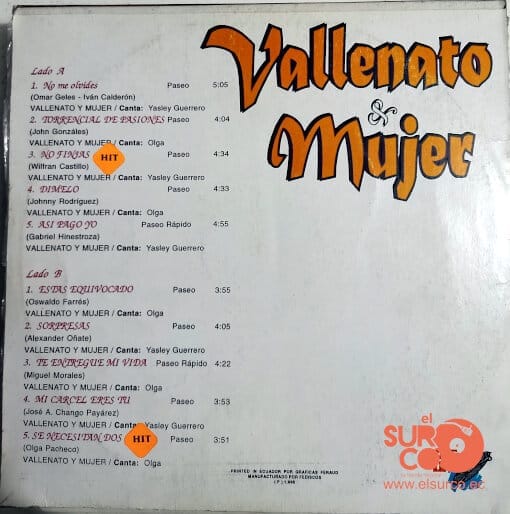 Vallenato
&
Mujer
Lado A
1. No me olvides Paseo 5:05
(Omar Geles - Iván Calderón)
VALLENATO Y MUJER / Canta: Yasley Guerrero
2. TORRENCIAL DE PASIONES Paseo 4:04
(John Gonzáles)
VALLENATO Y MUJER / Canta: Olga
3. NO FINJAS HIT Paseo 4:34
(Wilfran Castillo)
VALLENATO Y MUJER / Canta: Yasley Guerrero
4. DIMELO Paseo 4:33
(Johnny Rodríguez)
VALLENATO Y MUJER / Canta: Olga
5. ASI PAGO YO Paseo Rápido 4:55
(Gabriel Hinestroza)
VALLENATO Y MUJER / Canta: Yasley Guerrero
Lado B
1. ESTAS EQUIVOCADO Paseo 3:55
(Oswaldo Farrés)
VALLENATO Y MUJER / Canta: Olga
2. SORPRESAS Paseo 4:05
(Alexander Oñate)
VALLENATO Y MUJER / Canta: Yasley Guerrero
3. TE ENTREGUE MI VIDA Paseo Rápido 4:22
(Miguel Morales)
VALLENATO Y MUJER / Canta: Olga
4. MI CARCEL ERES TU Paseo 3:53
(José A. Chango Payárez)
VALLENATO Y MUJER / Canta: Yasley Guerrero
5. SE NECESITAN DOS HIT Paseo 3:51
(Olga Pacheco)
VALLENATO Y MUJER / Canta: Olga
PRINTED IN ECUADOR POR GRAFICAS FERAUD
MANUFACTURADO POR FEDISCOS
el
SURCO
www.elsurco.ec